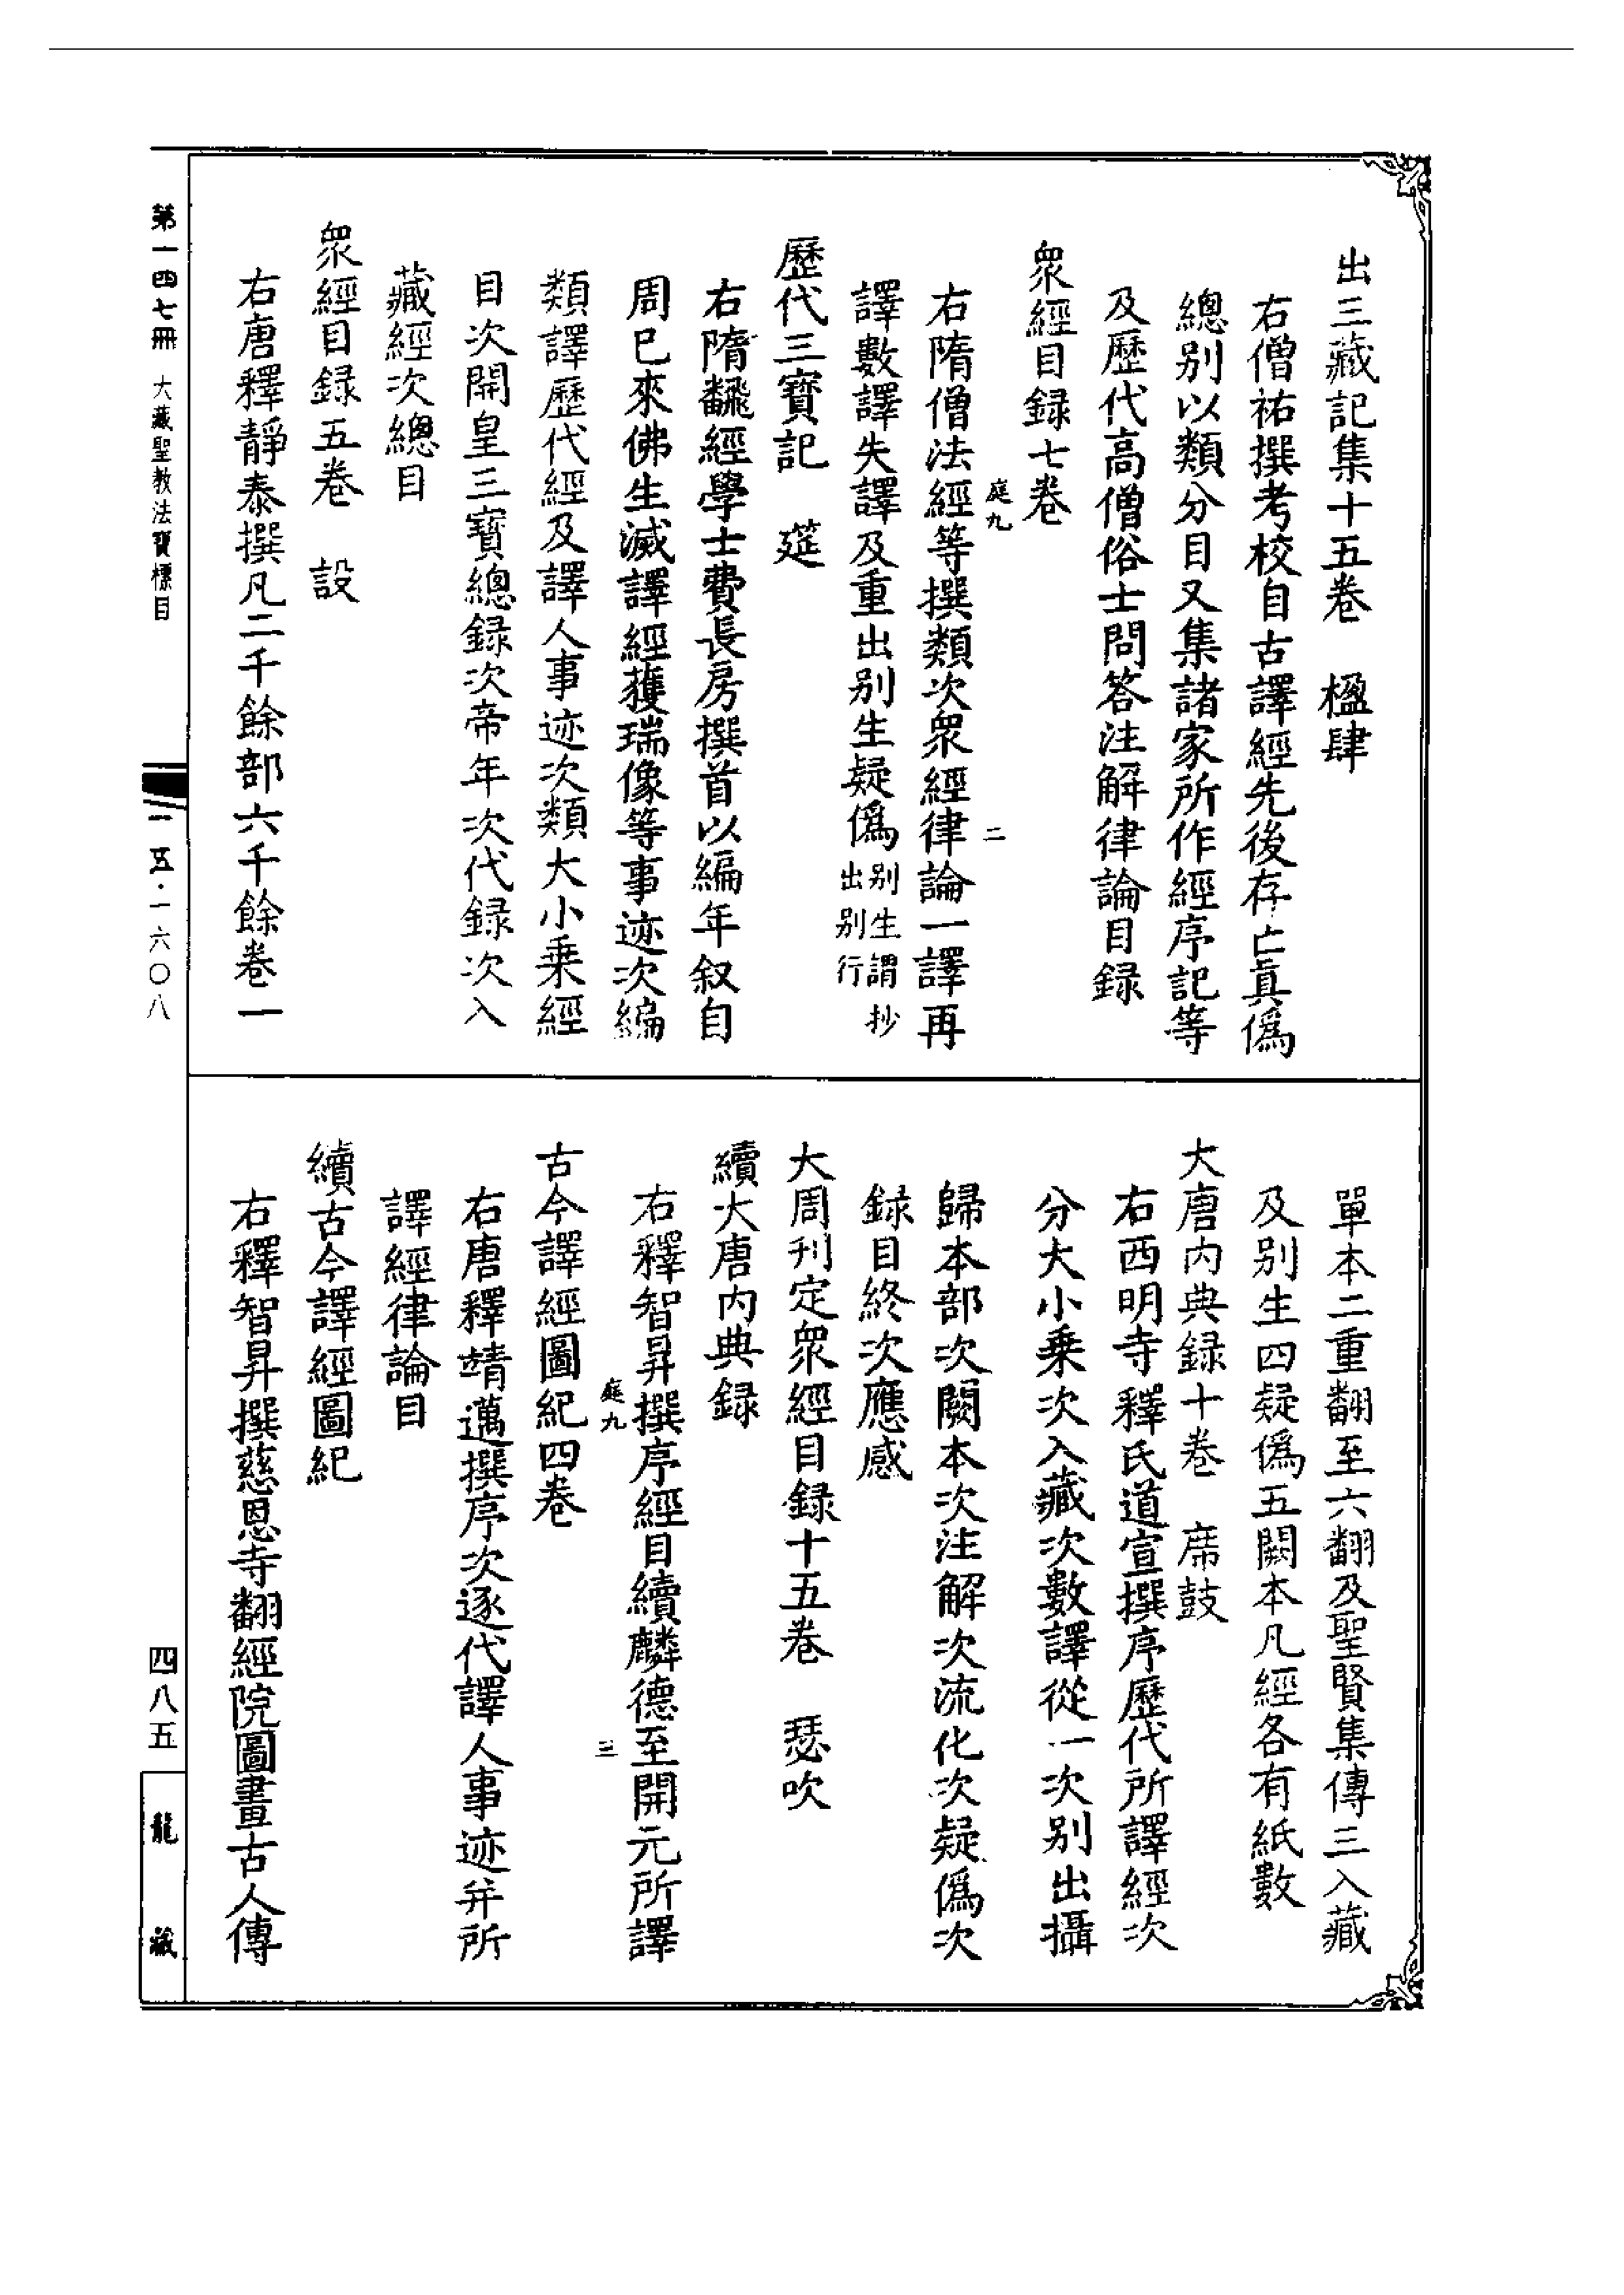 出三藏記集十五卷　楹肆
右僧祐撰考校自古譯經先後存亡眞僞
總別以類分目又集諸家所作經序記等
及歷代高僧俗士問答注解律論目録
眾經目録七卷
庭九　二
右隋僧法經等撰類次眾經律論一譯再
譯數譯失譯及重出別生疑僞別生謂抄
出別行
歷代三寶記　筵
右隋飜經學士費長房撰首以編年叙自
周已來佛生滅譯經獲瑞像等事迹次編
類譯歷代經及譯人事迹次類大小乗經
目次開皇三寶總録次帝年次代録次入
藏經次總目
眾經目録五卷　設
右唐釋靜泰撰凡二千餘部六千餘卷一
單本二重翻至六翻及聖賢集傳三入藏
及別生四疑僞五闕本凡經各有紙數
大唐內典録十卷　席鼓
右西明寺釋氏道宣撰序歷代所譯經次
分大小乗次入藏次數譯從一次別出攝
歸本部次闕本次注解次流化次疑僞次
録目終次應感
大周刊定眾經目録十五卷　瑟吹
續大唐內典録
右釋智昇撰序經目續麟德至開元所譯
庭九　三
古今譯經圖紀四卷
右唐釋靖邁撰序次逐代譯人事迹并所
譯經律論目
續古今譯經圖紀
右釋智昇撰慈恩寺翻經院圖畫古人傳
第一四七冊　大藏聖教法寶標目
一五·一六〇八
四八五
龍藏